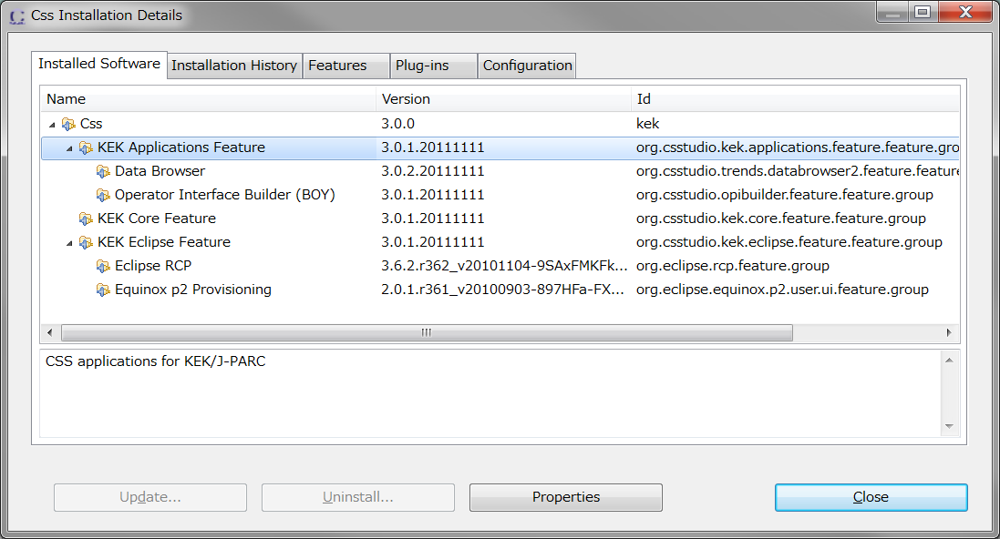 Css Installation Details
Installed Software Installation History Features Plug-ins Configuration
Name Version Id
Css 3.0.0 kek
KEK Applications Feature 3.0.1.20111111 org.csstudio.kek.applications.feature.feature.gro
Data Browser 3.0.2.20111111 org.csstudio.trends.databrowser2.feature.feature
Operator Interface Builder (BOY) 3.0.1.20111111 org.csstudio.opibuilder.feature.feature.group
KEK Core Feature 3.0.1.20111111 org.csstudio.kek.core.feature.feature.group
KEK Eclipse Feature 3.0.1.20111111 org.csstudio.kek.eclipse.feature.feature.group
Eclipse RCP 3.6.2.r362_v20101104-9SAxFMKFk... org.eclipse.rcp.feature.group
Equinox p2 Provisioning 2.0.1.r361_v20100903-897HFa-FX... org.eclipse.equinox.p2.user.ui.feature.group
CSS applications for KEK/J-PARC
Update... Uninstall... Properties Close